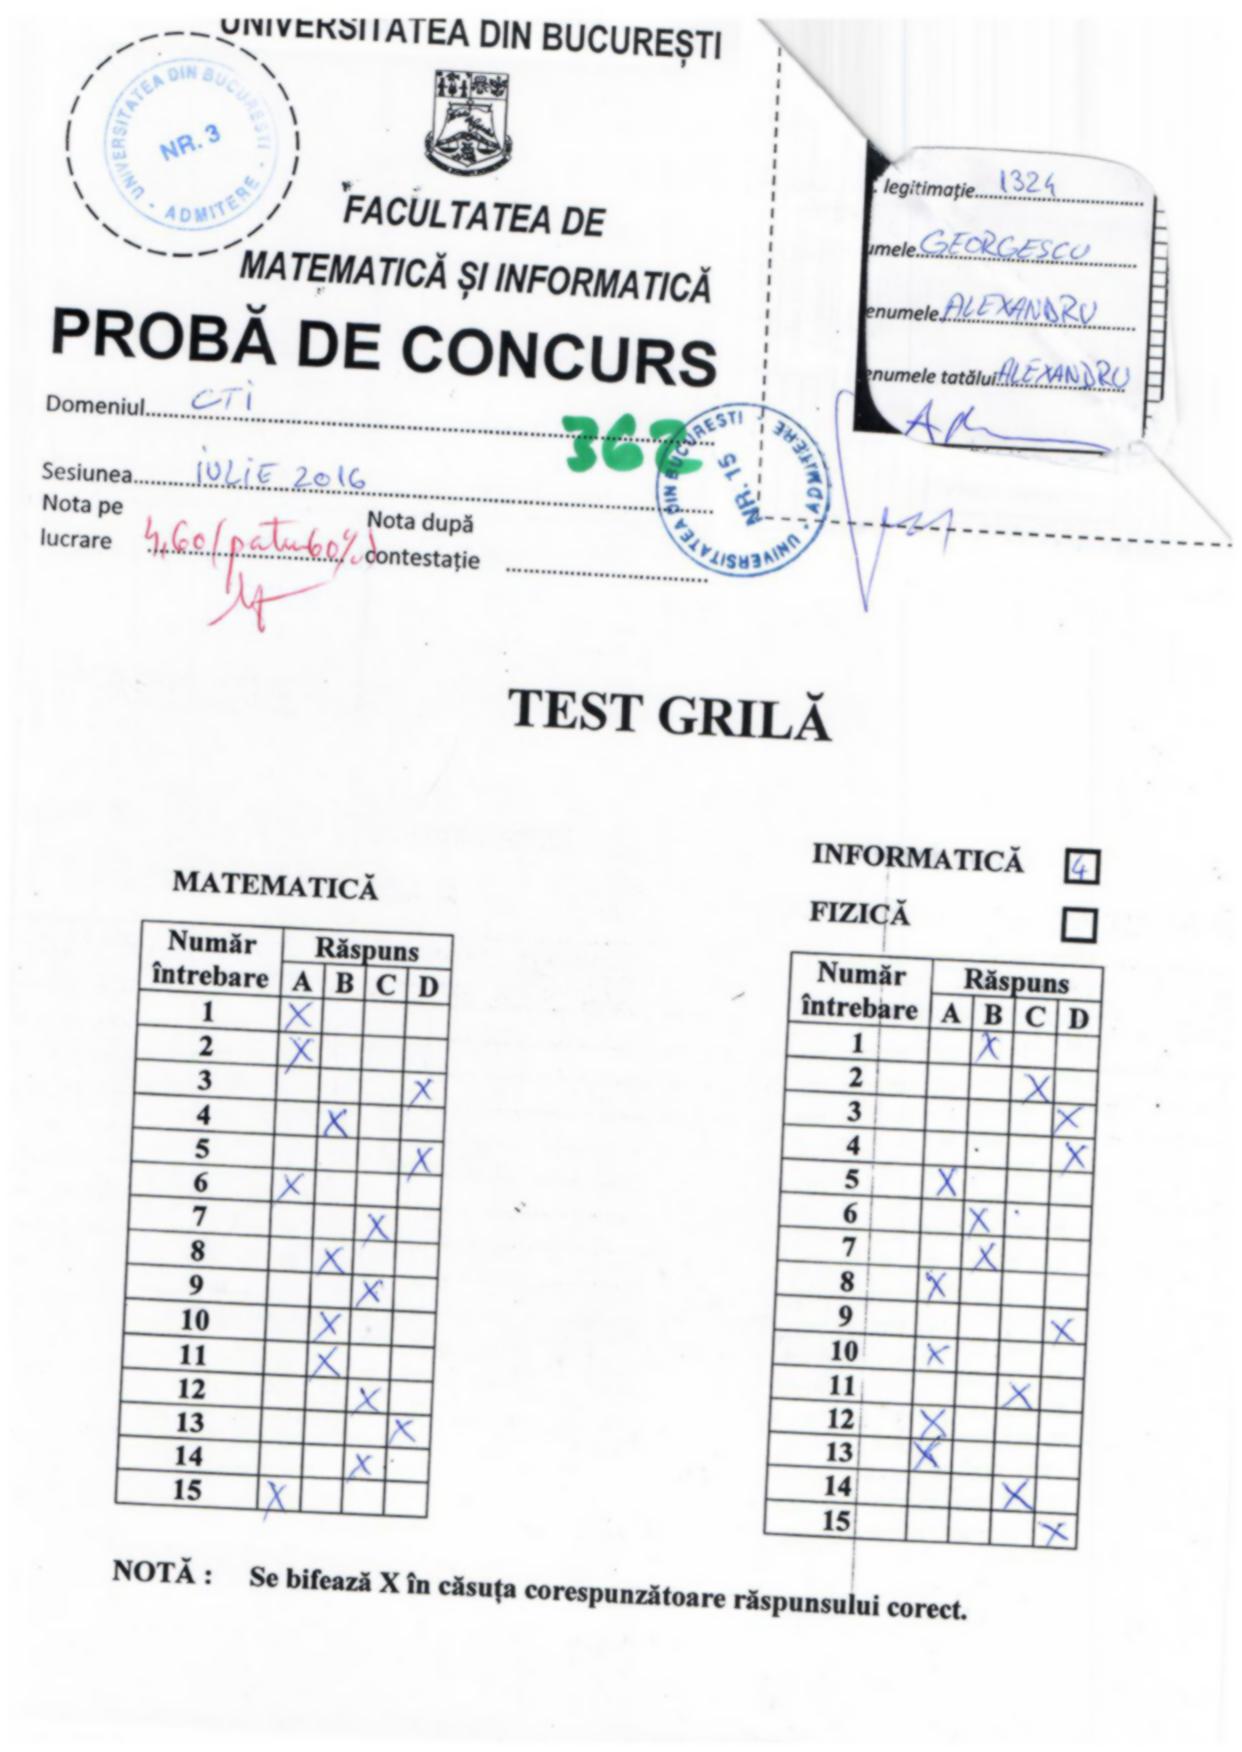 UNIVERSITATEA DIN BUCUREȘTI
UNIVERSITATEA DIN BUCURESTI - ADMITERE -
NR. 3
FACULTATEA DE
MATEMATICĂ ȘI INFORMATICĂ
PROBĂ DE CONCURS
legitimație 1324
umele GEORGESCU
enumele ALEXANDRU
enumele tatălui ALEXANDRU
Domeniul CTI
362
Sesiunea IULIE 2016
UNIVERSITATEA DIN BUCURESTI - ADMITERE -
NR. 15
Nota pe lucrare 4,60 (patru 60%)
Nota după contestație
TEST GRILĂ
MATEMATICĂ
Număr întrebare Răspuns
A B C D
1 X
2 X
3 X
4 X
5 X
6 X
7 X
8 X
9 X
10 X
11 X
12 X
13 X
14 X
15 X
INFORMATICĂ 4
FIZICĂ
Număr întrebare Răspuns
A B C D
1 X
2 X
3 X
4 X
5 X
6 X
7 X
8 X
9 X
10 X
11 X
12 X
13 X
14 X
15 X
NOTĂ : Se bifează X în căsuța corespunzătoare răspunsului corect.